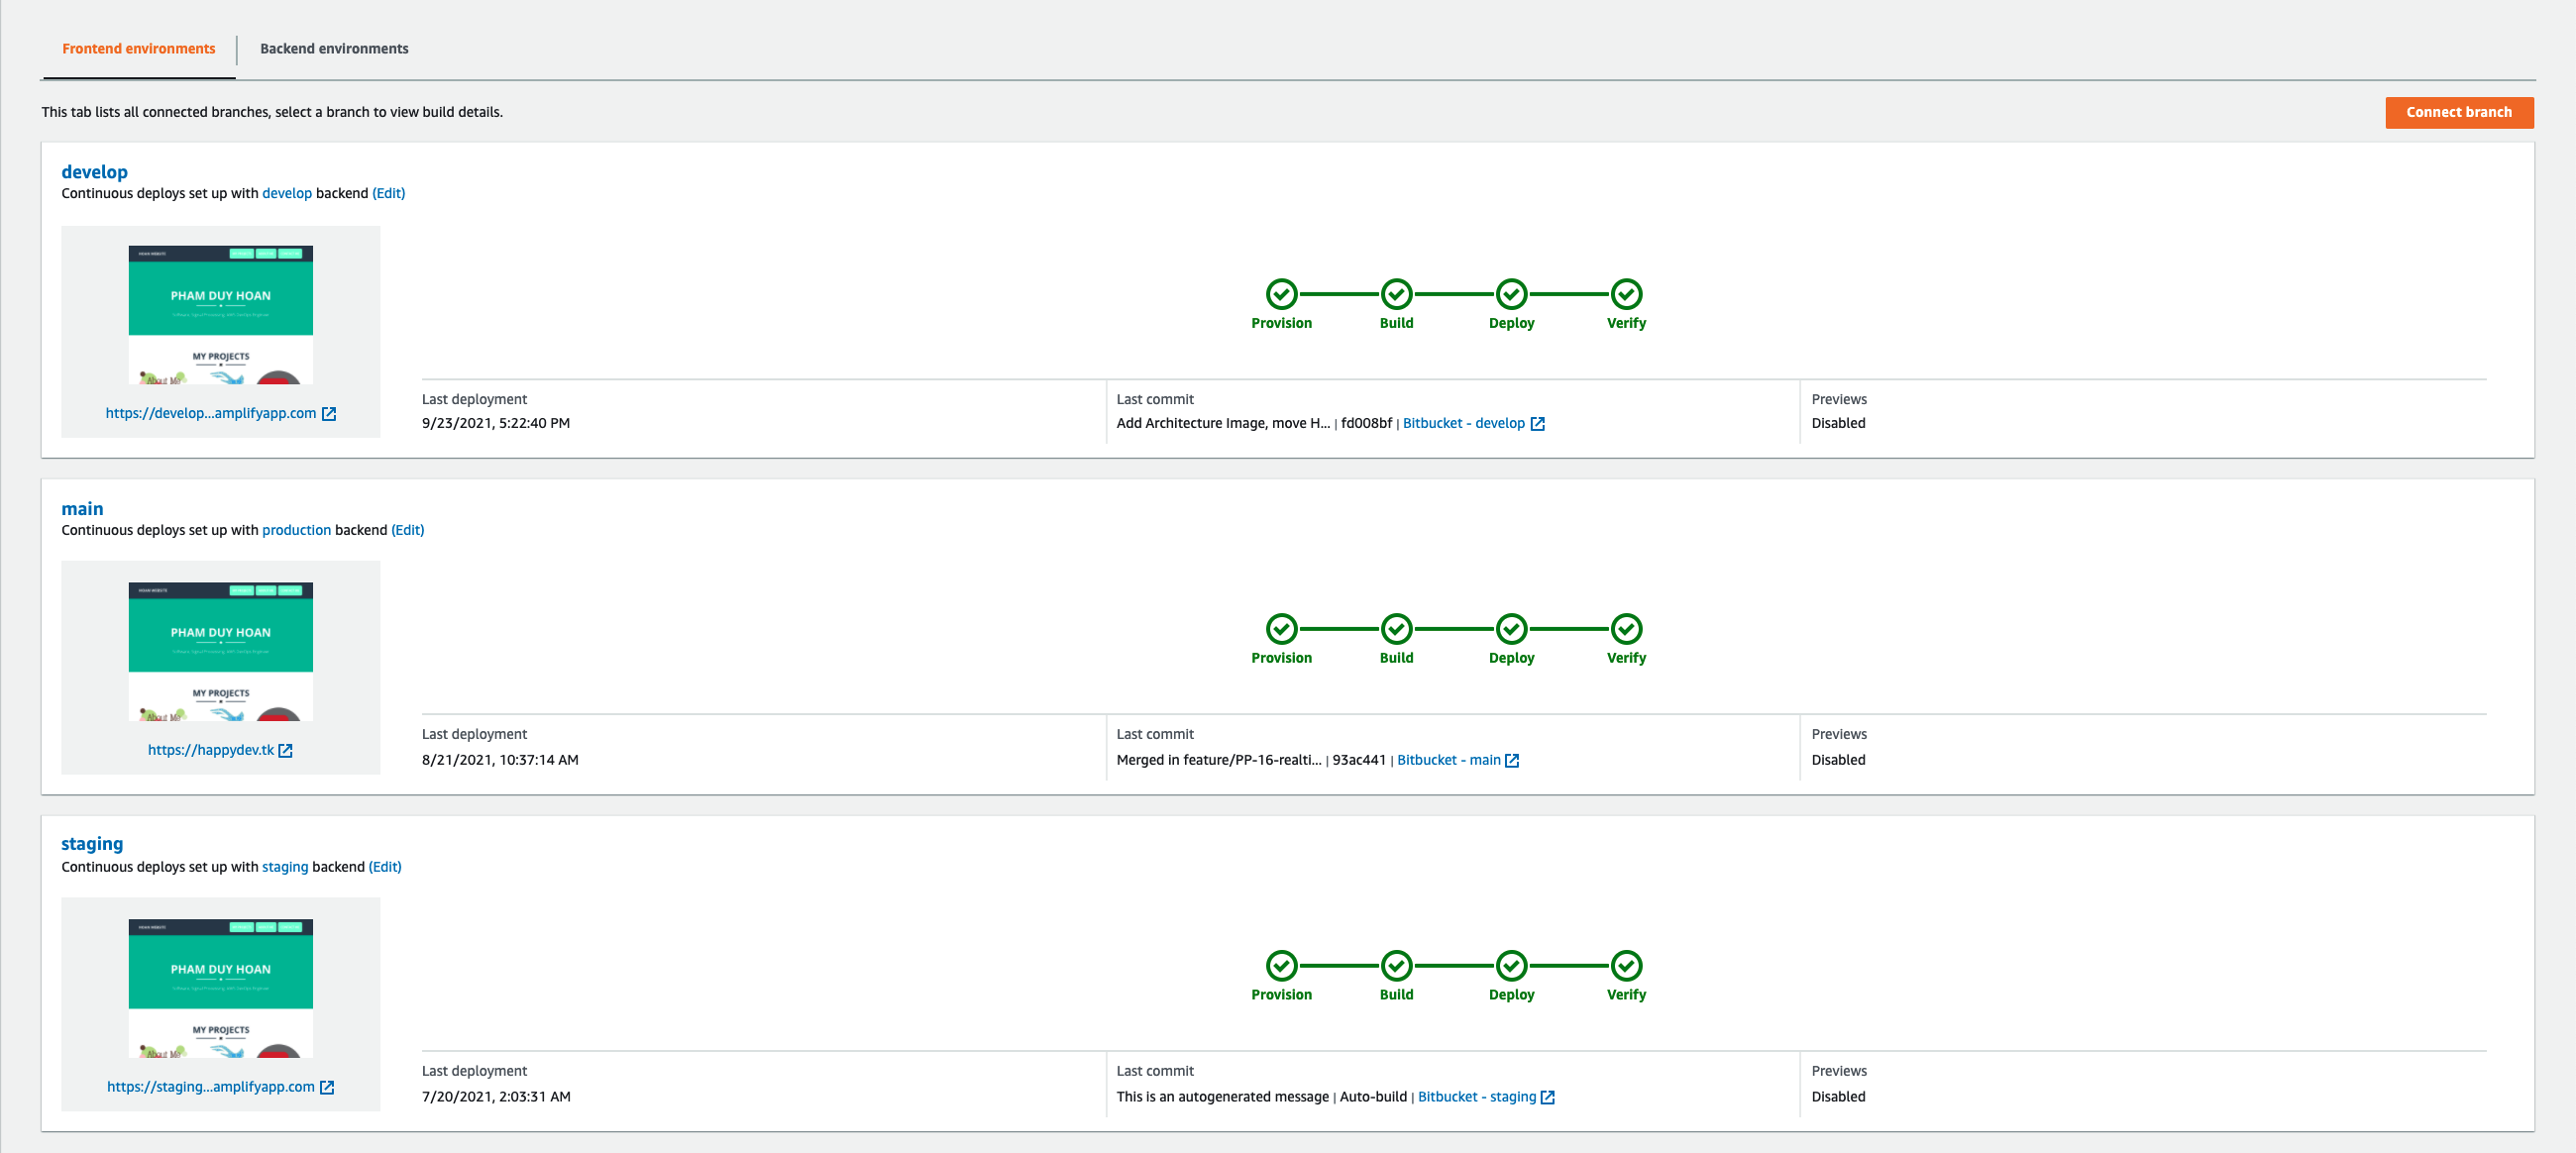 Frontend environments
Backend environments
This tab lists all connected branches, select a branch to view build details.
Connect branch
develop
Continuous deploys set up with develop backend (Edit)
PHAM DUY HOAN
MY PROJECTS
About Me
https://develop...amplifyapp.com
Provision
Build
Deploy
Verify
Last deployment
9/23/2021, 5:22:40 PM
Last commit
Add Architecture Image, move H... | fd008bf | Bitbucket - develop
Previews
Disabled
main
Continuous deploys set up with production backend (Edit)
PHAM DUY HOAN
MY PROJECTS
About Me
https://happydev.tk
Provision
Build
Deploy
Verify
Last deployment
8/21/2021, 10:37:14 AM
Last commit
Merged in feature/PP-16-realti... | 93ac441 | Bitbucket - main
Previews
Disabled
staging
Continuous deploys set up with staging backend (Edit)
PHAM DUY HOAN
MY PROJECTS
About Me
https://staging...amplifyapp.com
Provision
Build
Deploy
Verify
Last deployment
7/20/2021, 2:03:31 AM
Last commit
This is an autogenerated message | Auto-build | Bitbucket - staging
Previews
Disabled